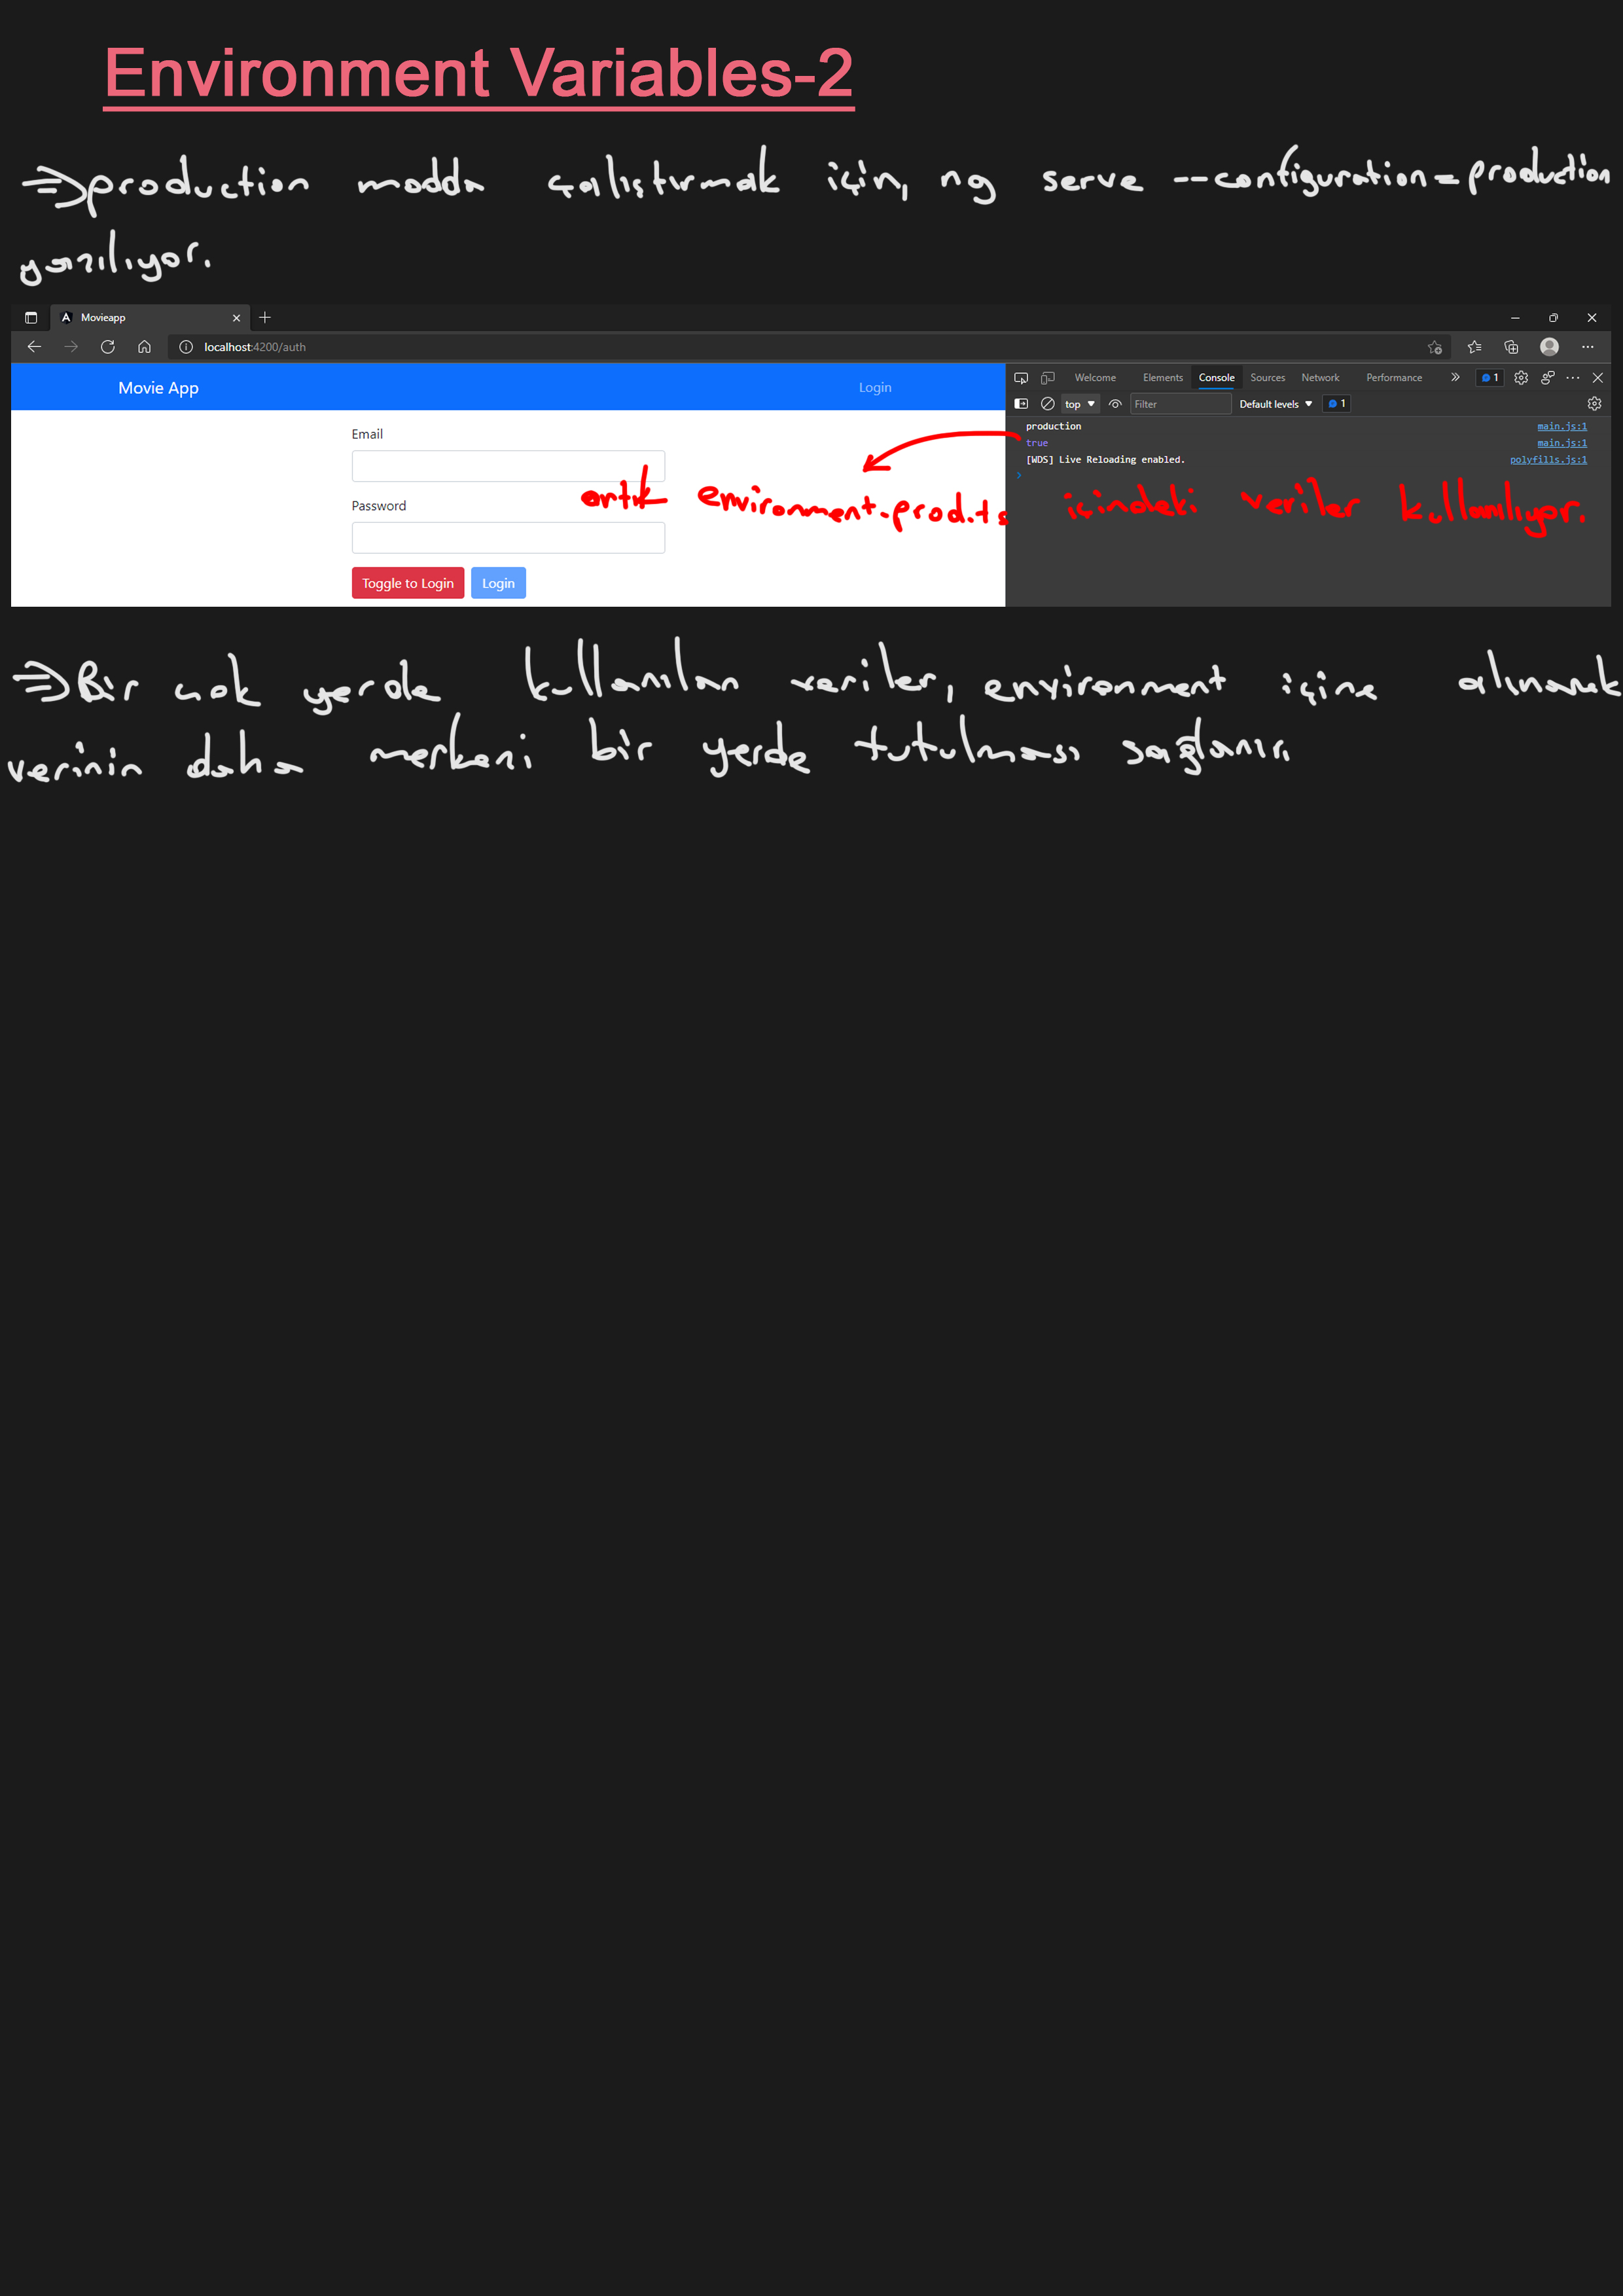 Environment Variables-2
⇒production modda çalıştırmak için, ng serve --configuration=production
yazılıyor.
Movieapp
localhost:4200/auth
Movie App
Login
Email
Password
Toggle to Login Login
Welcome Elements Console Sources Network Performance 1
top Filter Default levels 1
production main.js:1
true main.js:1
[WDS] Live Reloading enabled. polyfills.js:1
artık environment.prod.ts içindeki veriler kullanılıyor.
⇒Bir çok yerde kullanılan veriler, environment içine alınarak
verinin daha merkezi bir yerde tutulması sağlanır.